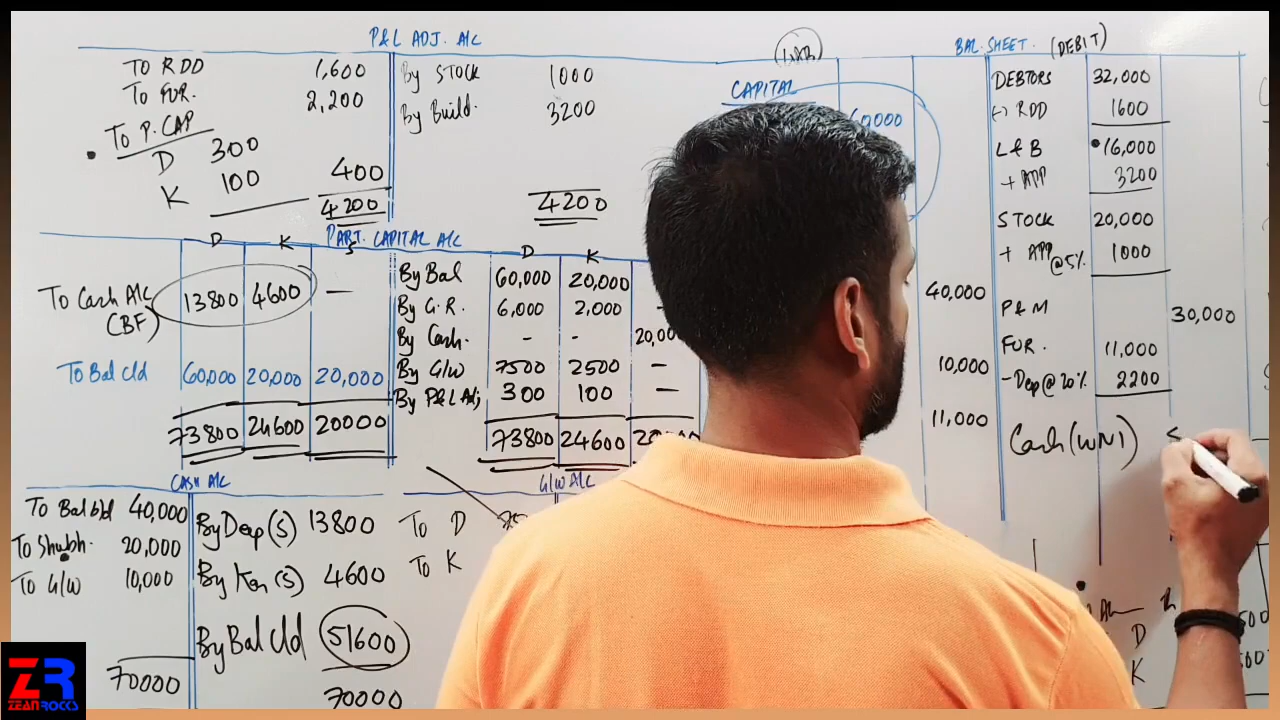 P&L ADJ. A/C
TO RDD 1,600
TO FUR. 2,200
To P. CAP
D 300
K 100
400
4200
By STOCK 1000
By Build. 3200
4200
PART. CAPITAL A/C
D K S
To Cash A/c 13800 4600 —
(CBF)
To Bal c/d 60,000 20,000 20,000
73800 24600 20000
D K
By Bal 60,000 20,000
By G.R. 6,000 2,000
By Cash. - -
By G/W 7500 2500 —
By P&L Adj 300 100 —
73800 24600
CASH A/C
To Bal b/d 40,000
To Shubh. 20,000
To G/W 10,000
70000
By Deep (S) 13800
By Ken (S) 4600
By Bal c/d 51600
70000
G/W A/C
To D
To K
BAL. SHEET. (DEBIT)
CAPITAL
60,000
40,000
10,000
11,000
DEBTORS 32,000
(-) RDD 1600
L & B 16,000
+ APP 3200
STOCK 20,000
+ APP @5% 1000
P & M 30,000
FUR. 11,000
- Dep @ 20% 2200
Cash (WN1)
D
K
ZR
ZEAN ROCKS